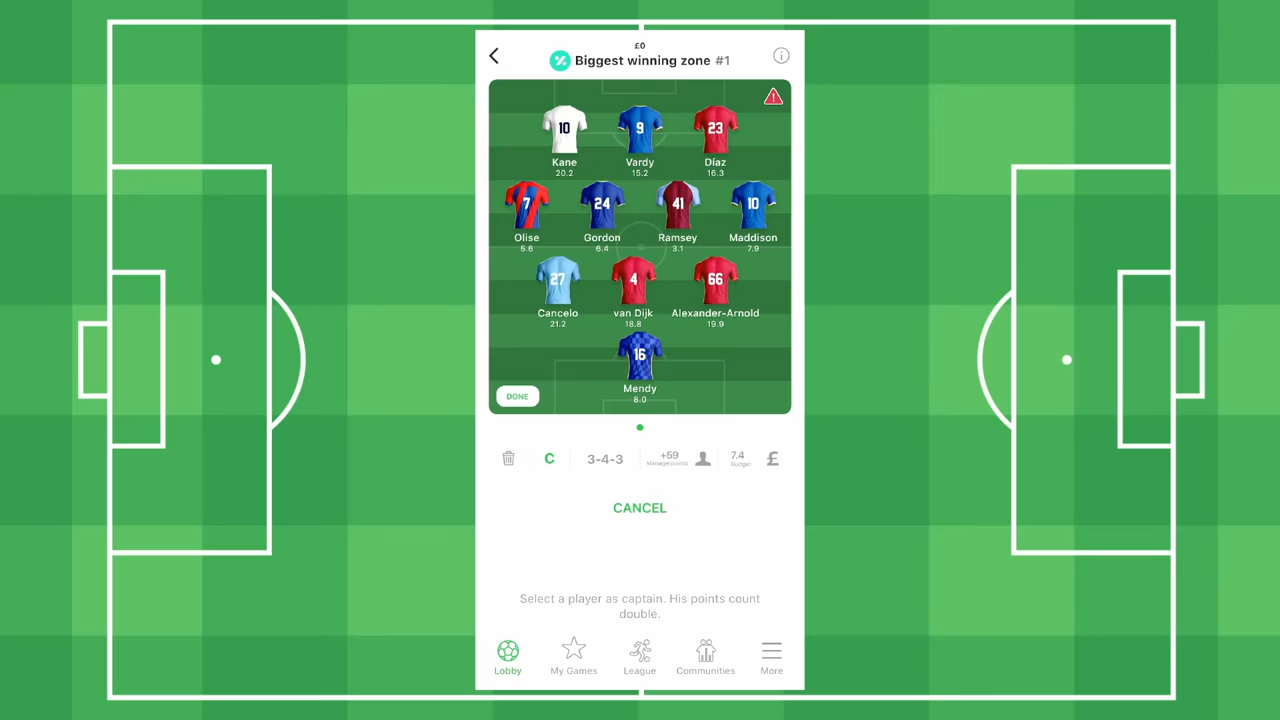 £0
Biggest winning zone #1
10 9 23
Kane Vardy Díaz
20.2 15.2 16.3
7 24 41 10
Olise Gordon Ramsey Maddison
5.6 6.4 3.1 7.9
27 4 66
Cancelo van Dijk Alexander-Arnold
21.2 18.8 19.9
16
Mendy
8.0
DONE
C 3-4-3 +59 7.4 £
Managerpoints Budget
CANCEL
Select a player as captain. His points count
double.
Lobby My Games League Communities More